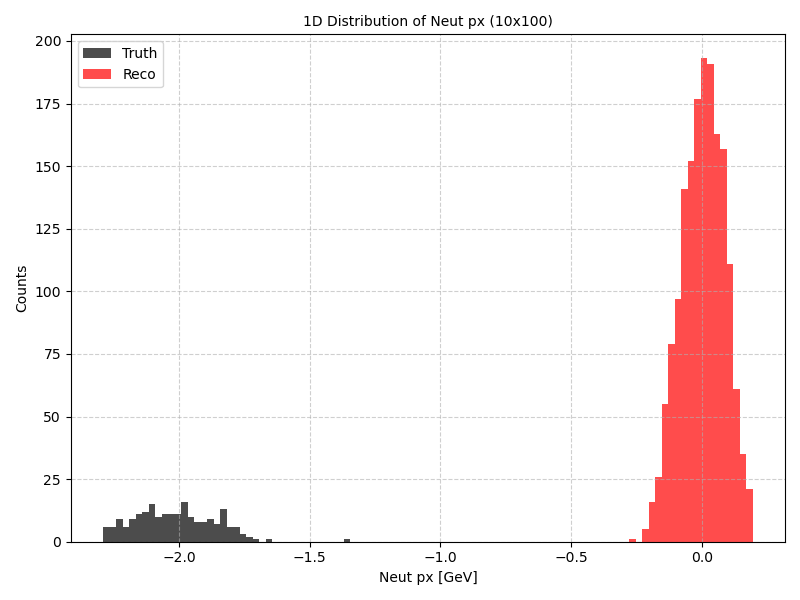 1D Distribution of Neut px (10x100)
Truth
Reco
Counts
200
175
150
125
100
75
50
25
0
−2.0 −1.5 −1.0 −0.5 0.0
Neut px [GeV]